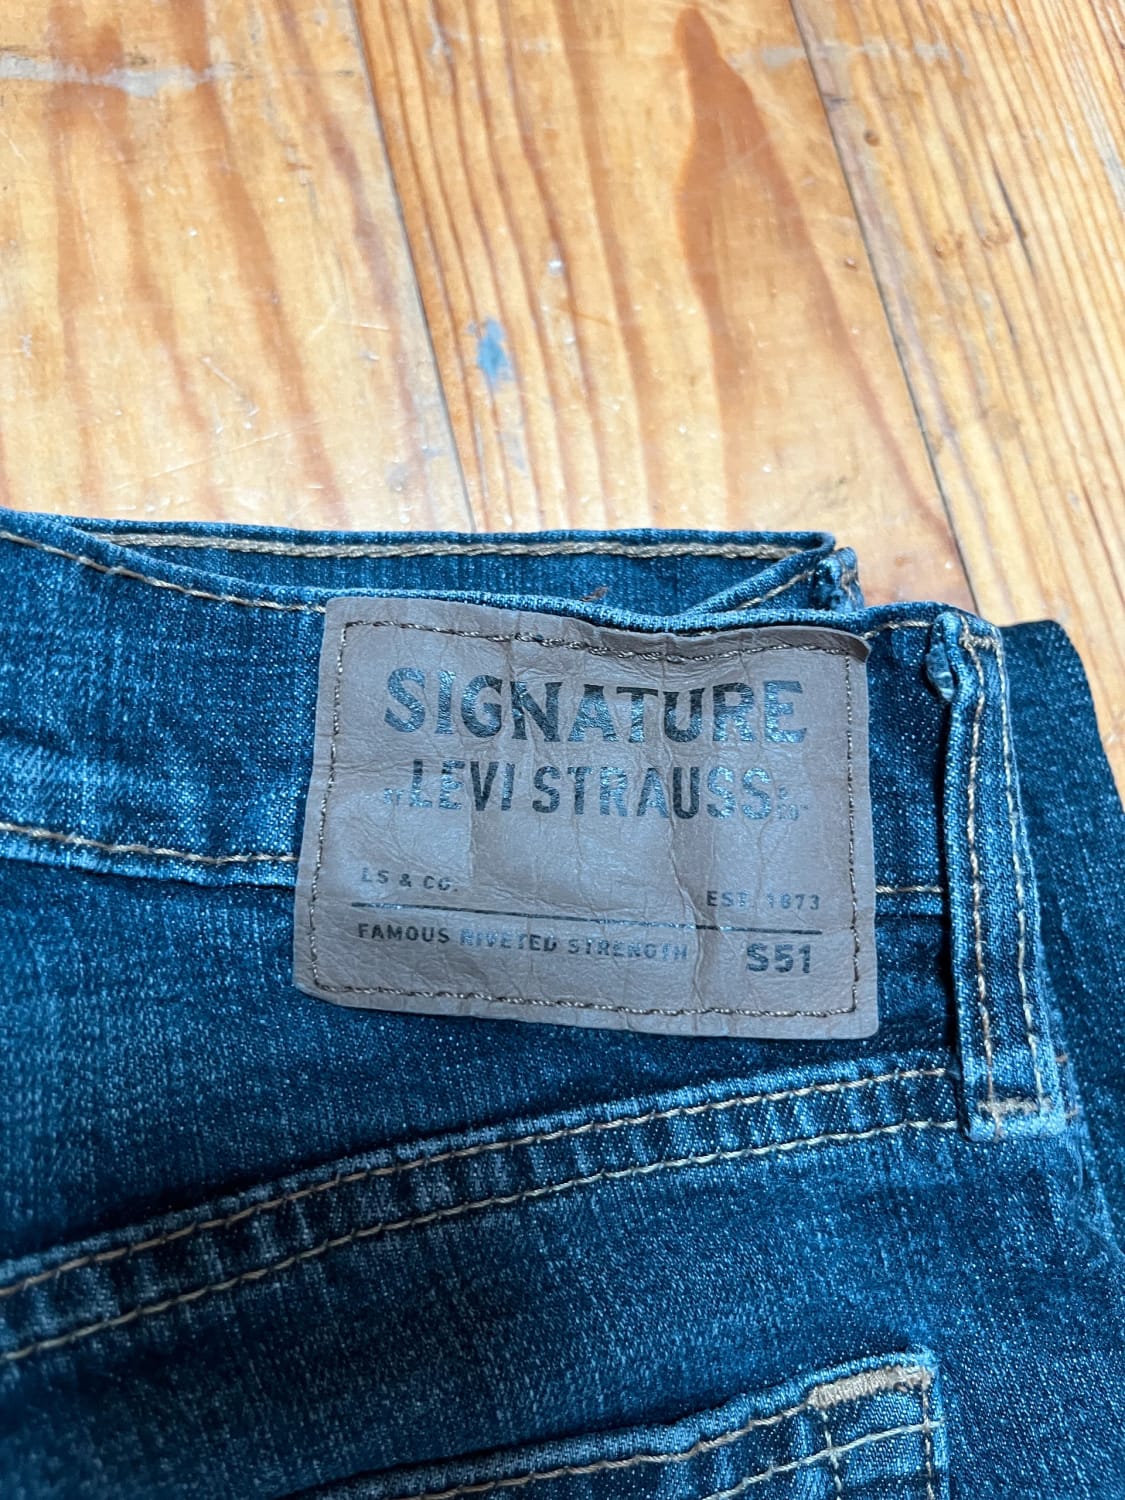 SIGNATURE
LEVI STRAUSS
LS & CO.
EST. 1873
FAMOUS RIVETED STRENGTH
S51